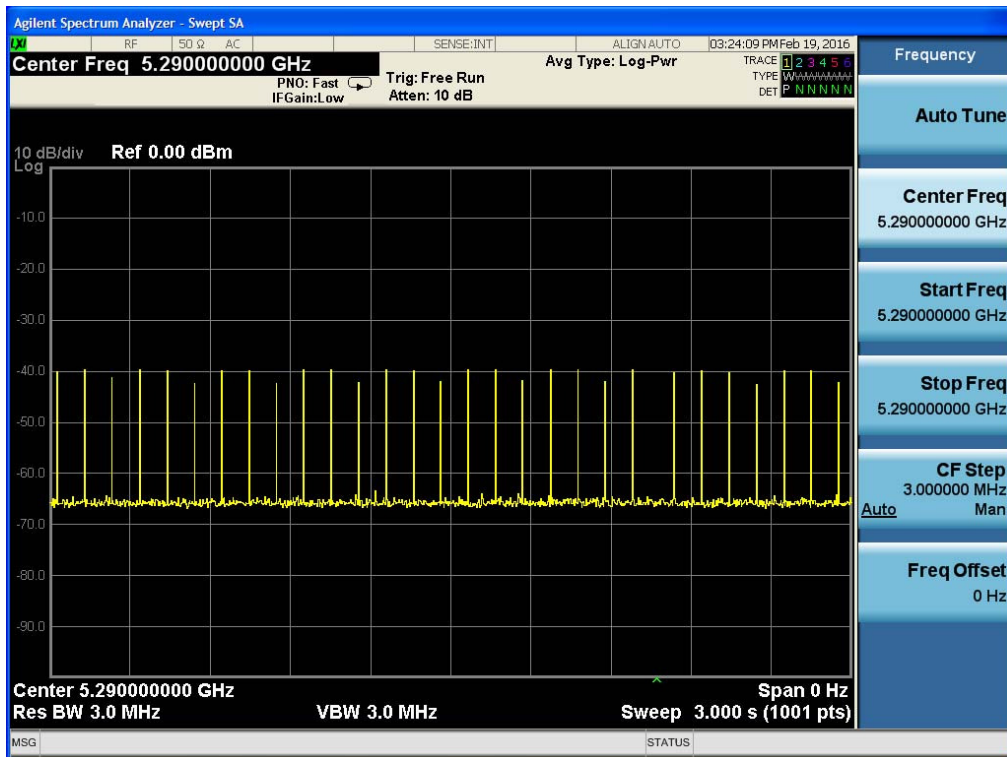 Agilent Spectrum Analyzer - Swept SA
LXI RF 50 Ω AC SENSE:INT ALIGN AUTO 03:24:09 PM Feb 19, 2016
Center Freq 5.290000000 GHz
PNO: Fast
IFGain:Low
Trig: Free Run
Atten: 10 dB
Avg Type: Log-Pwr
TRACE 1 2 3 4 5 6
TYPE WWWWWWWW
DET P N N N N N
10 dB/div Ref 0.00 dBm
Log
-10.0
-20.0
-30.0
-40.0
-50.0
-60.0
-70.0
-80.0
-90.0
Center 5.290000000 GHz Span 0 Hz
Res BW 3.0 MHz VBW 3.0 MHz Sweep 3.000 s (1001 pts)
MSG STATUS
Frequency
Auto Tune
Center Freq
5.290000000 GHz
Start Freq
5.290000000 GHz
Stop Freq
5.290000000 GHz
CF Step
3.000000 MHz
Auto Man
Freq Offset
0 Hz